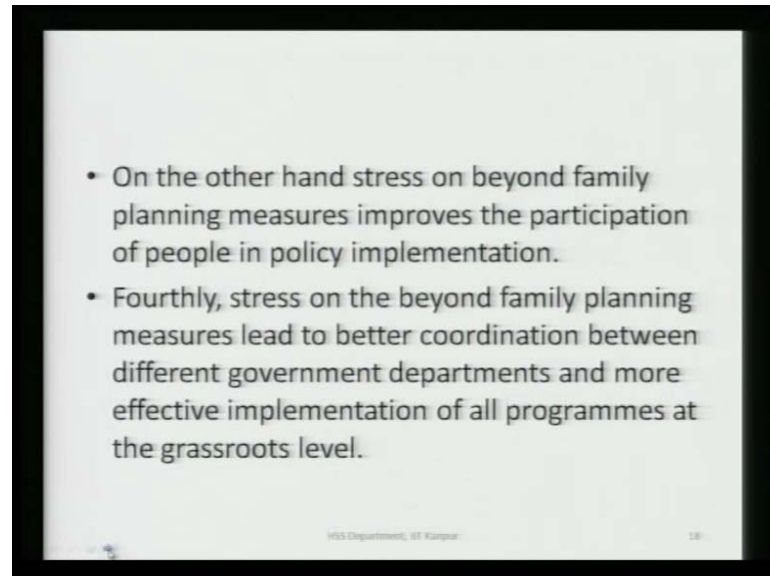 • On the other hand stress on beyond family
planning measures improves the participation
of people in policy implementation.
• Fourthly, stress on the beyond family planning
measures lead to better coordination between
different government departments and more
effective implementation of all programmes at
the grassroots level.
HSS Department, IIT Kanpur
18